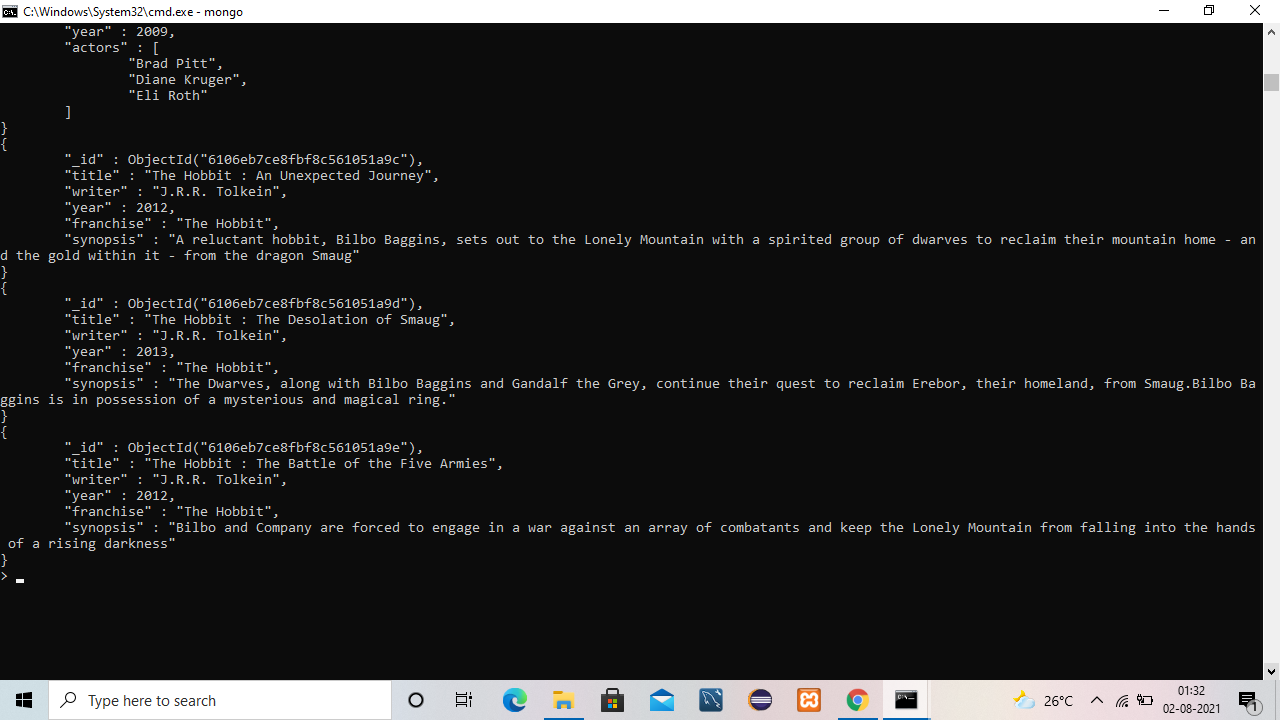 C:\Windows\System32\cmd.exe - mongo
"year" : 2009,
"actors" : [
"Brad Pitt",
"Diane Kruger",
"Eli Roth"
]
}
{
"_id" : ObjectId("6106eb7ce8fbf8c561051a9c"),
"title" : "The Hobbit : An Unexpected Journey",
"writer" : "J.R.R. Tolkein",
"year" : 2012,
"franchise" : "The Hobbit",
"synopsis" : "A reluctant hobbit, Bilbo Baggins, sets out to the Lonely Mountain with a spirited group of dwarves to reclaim their mountain home - an
d the gold within it - from the dragon Smaug"
}
{
"_id" : ObjectId("6106eb7ce8fbf8c561051a9d"),
"title" : "The Hobbit : The Desolation of Smaug",
"writer" : "J.R.R. Tolkein",
"year" : 2013,
"franchise" : "The Hobbit",
"synopsis" : "The Dwarves, along with Bilbo Baggins and Gandalf the Grey, continue their quest to reclaim Erebor, their homeland, from Smaug.Bilbo Ba
ggins is in possession of a mysterious and magical ring."
}
{
"_id" : ObjectId("6106eb7ce8fbf8c561051a9e"),
"title" : "The Hobbit : The Battle of the Five Armies",
"writer" : "J.R.R. Tolkein",
"year" : 2012,
"franchise" : "The Hobbit",
"synopsis" : "Bilbo and Company are forced to engage in a war against an array of combatants and keep the Lonely Mountain from falling into the hands
of a rising darkness"
}
>
Type here to search
26°C
01:32
02-08-2021
1